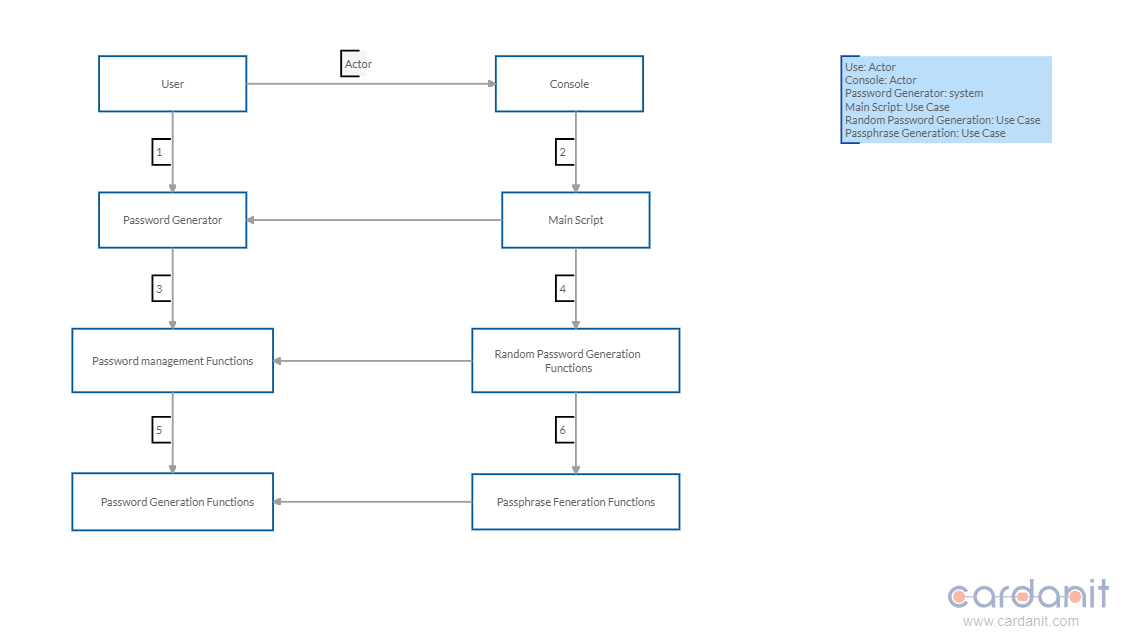 Actor
User
Console
1
2
Password Generator
Main Script
3
4
Password management Functions
Random Password Generation
Functions
5
6
Password Generation Functions
Passphrase Feneration Functions
Use: Actor
Console: Actor
Password Generator: system
Main Script: Use Case
Random Password Generation: Use Case
Passphrase Generation: Use Case
cardanit
www.cardanit.com